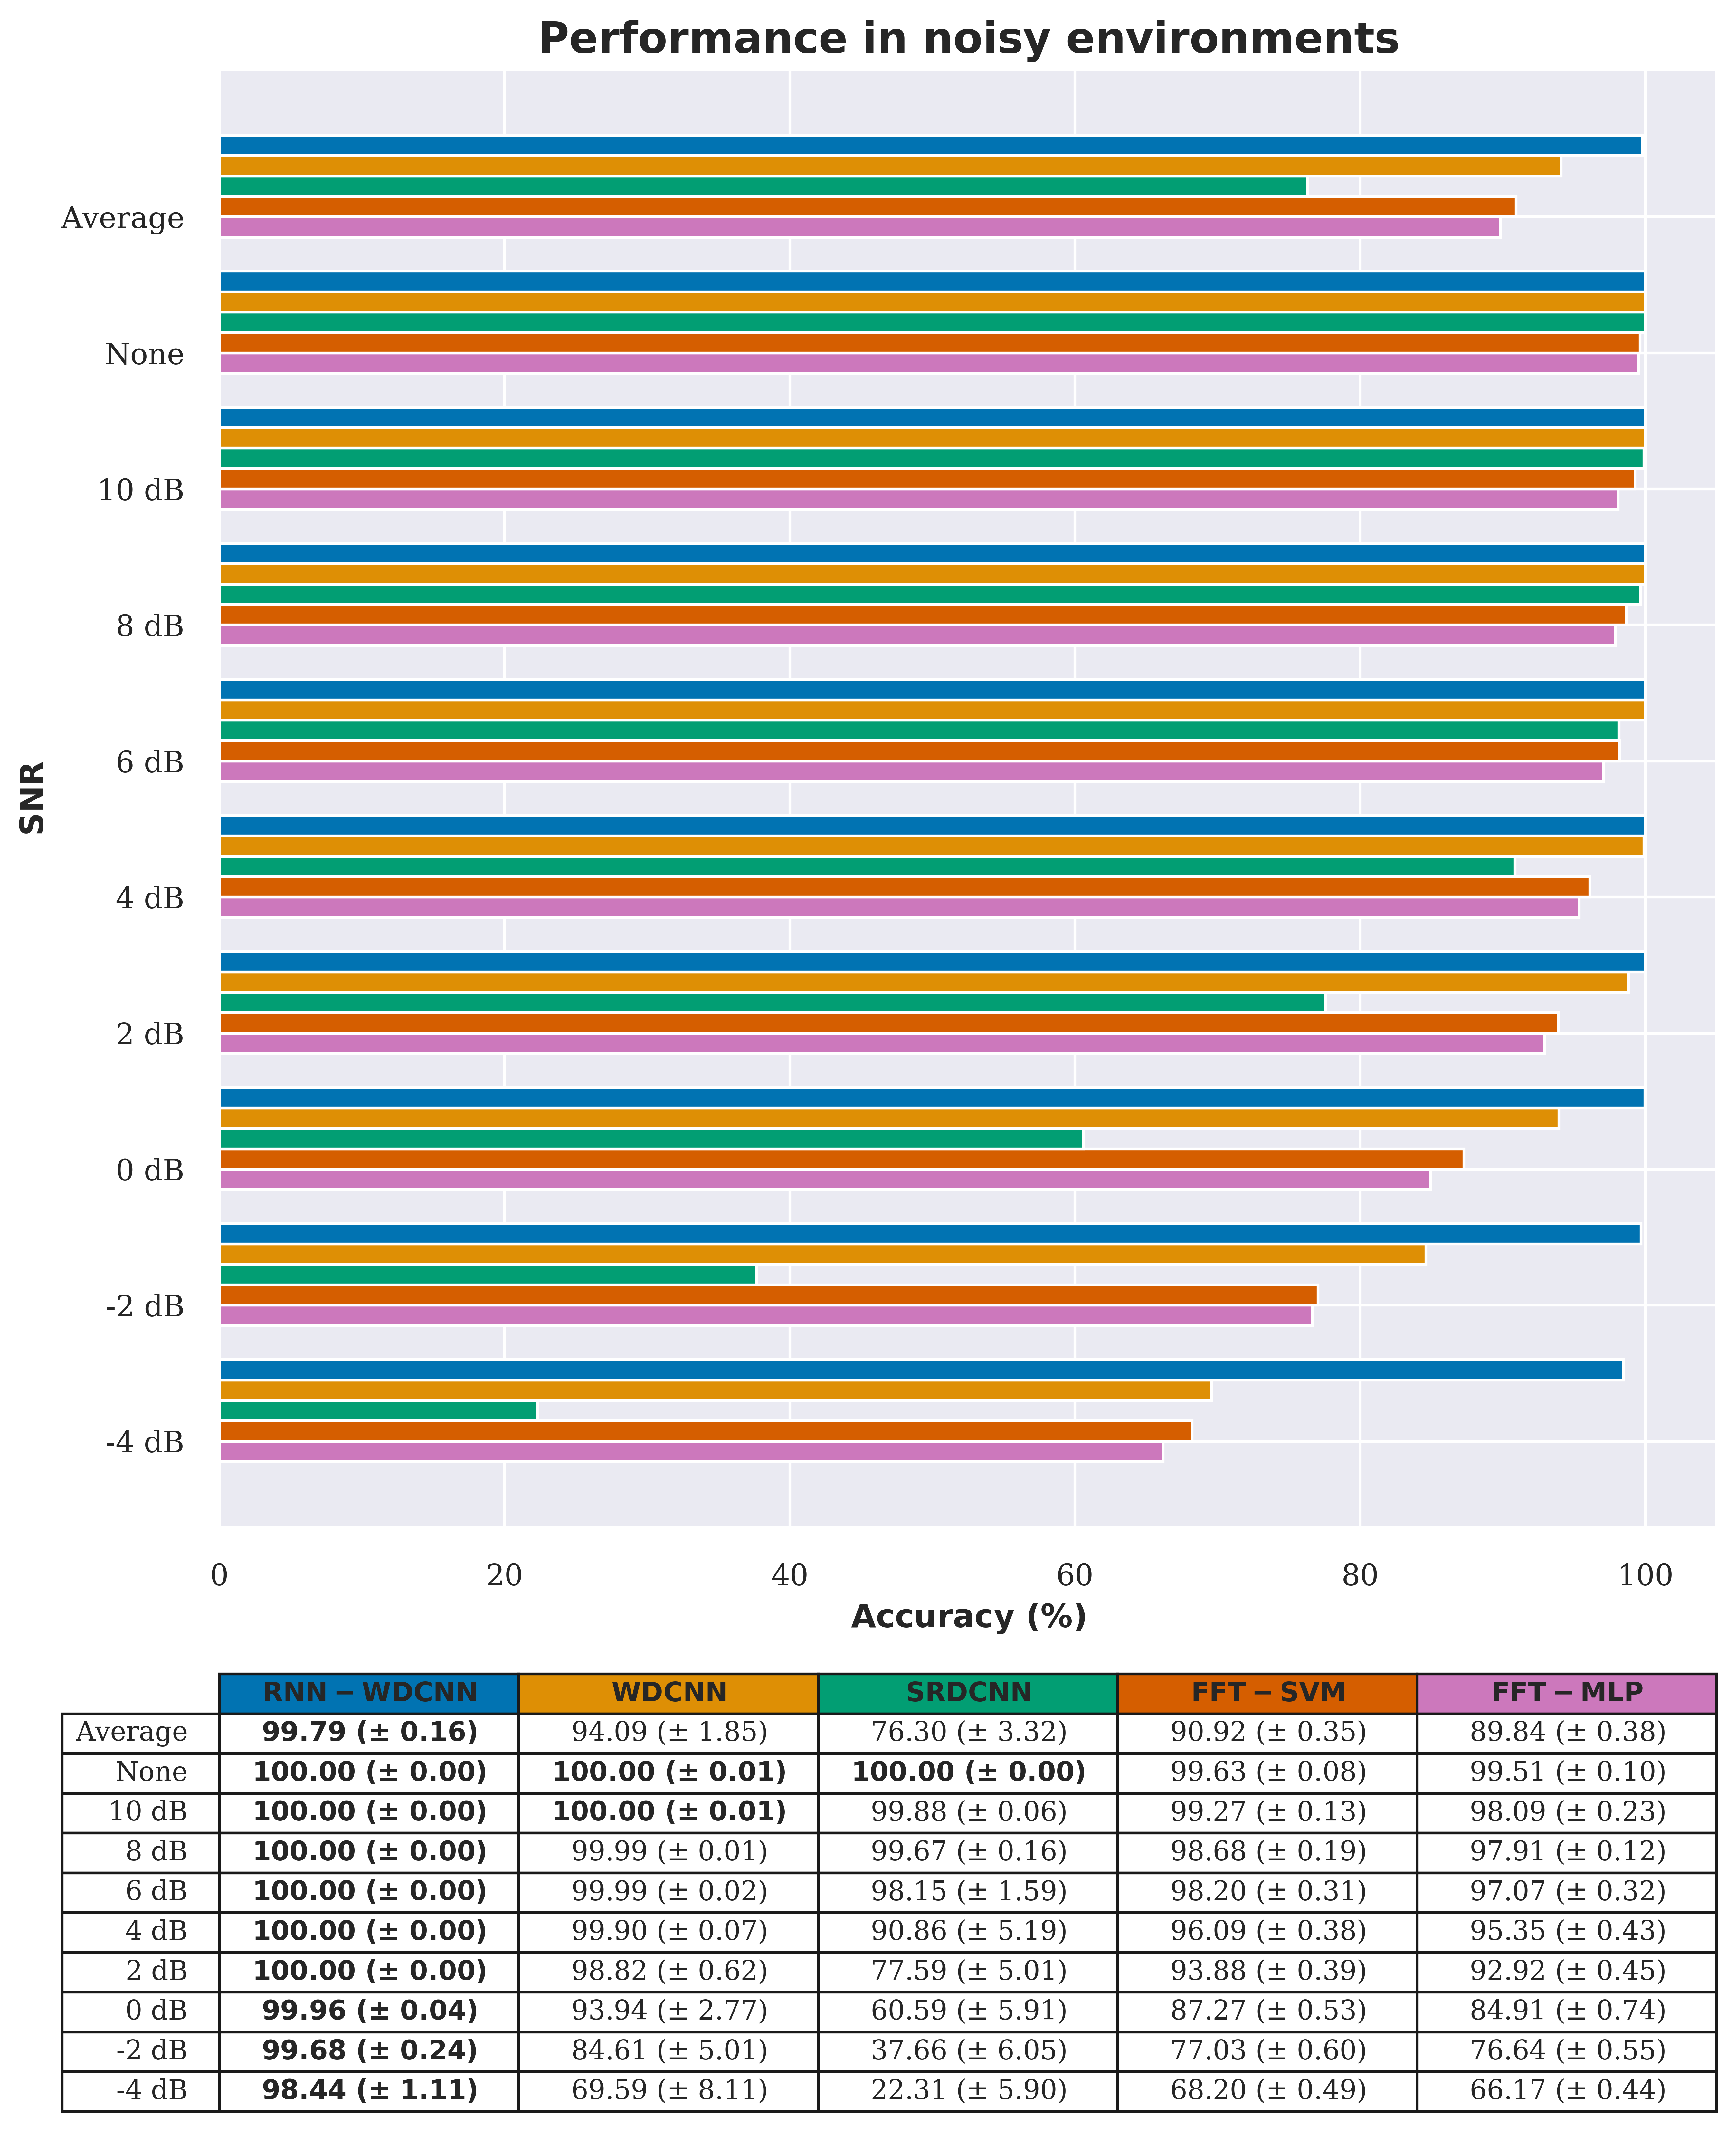 Performance in noisy environments
Average
None
10 dB
8 dB
6 dB
4 dB
2 dB
0 dB
-2 dB
-4 dB
SNR
0 20 40 60 80 100
Accuracy (%)
RNN − WDCNN WDCNN SRDCNN FFT − SVM FFT − MLP
Average 99.79 (± 0.16) 94.09 (± 1.85) 76.30 (± 3.32) 90.92 (± 0.35) 89.84 (± 0.38)
None 100.00 (± 0.00) 100.00 (± 0.01) 100.00 (± 0.00) 99.63 (± 0.08) 99.51 (± 0.10)
10 dB 100.00 (± 0.00) 100.00 (± 0.01) 99.88 (± 0.06) 99.27 (± 0.13) 98.09 (± 0.23)
8 dB 100.00 (± 0.00) 99.99 (± 0.01) 99.67 (± 0.16) 98.68 (± 0.19) 97.91 (± 0.12)
6 dB 100.00 (± 0.00) 99.99 (± 0.02) 98.15 (± 1.59) 98.20 (± 0.31) 97.07 (± 0.32)
4 dB 100.00 (± 0.00) 99.90 (± 0.07) 90.86 (± 5.19) 96.09 (± 0.38) 95.35 (± 0.43)
2 dB 100.00 (± 0.00) 98.82 (± 0.62) 77.59 (± 5.01) 93.88 (± 0.39) 92.92 (± 0.45)
0 dB 99.96 (± 0.04) 93.94 (± 2.77) 60.59 (± 5.91) 87.27 (± 0.53) 84.91 (± 0.74)
-2 dB 99.68 (± 0.24) 84.61 (± 5.01) 37.66 (± 6.05) 77.03 (± 0.60) 76.64 (± 0.55)
-4 dB 98.44 (± 1.11) 69.59 (± 8.11) 22.31 (± 5.90) 68.20 (± 0.49) 66.17 (± 0.44)